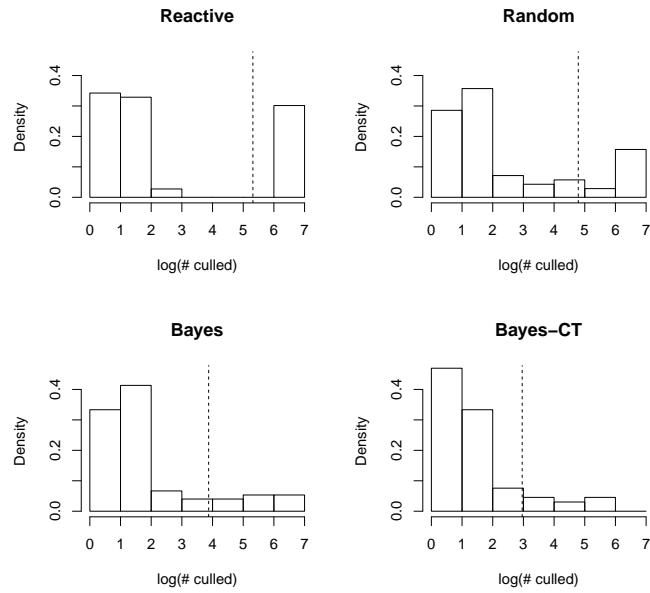 Reactive
Density
0.0 0.2 0.4
0 1 2 3 4 5 6 7
log(# culled)
Random
Density
0.0 0.2 0.4
0 1 2 3 4 5 6 7
log(# culled)
Bayes
Density
0.0 0.2 0.4
0 1 2 3 4 5 6 7
log(# culled)
Bayes−CT
Density
0.0 0.2 0.4
0 1 2 3 4 5 6 7
log(# culled)